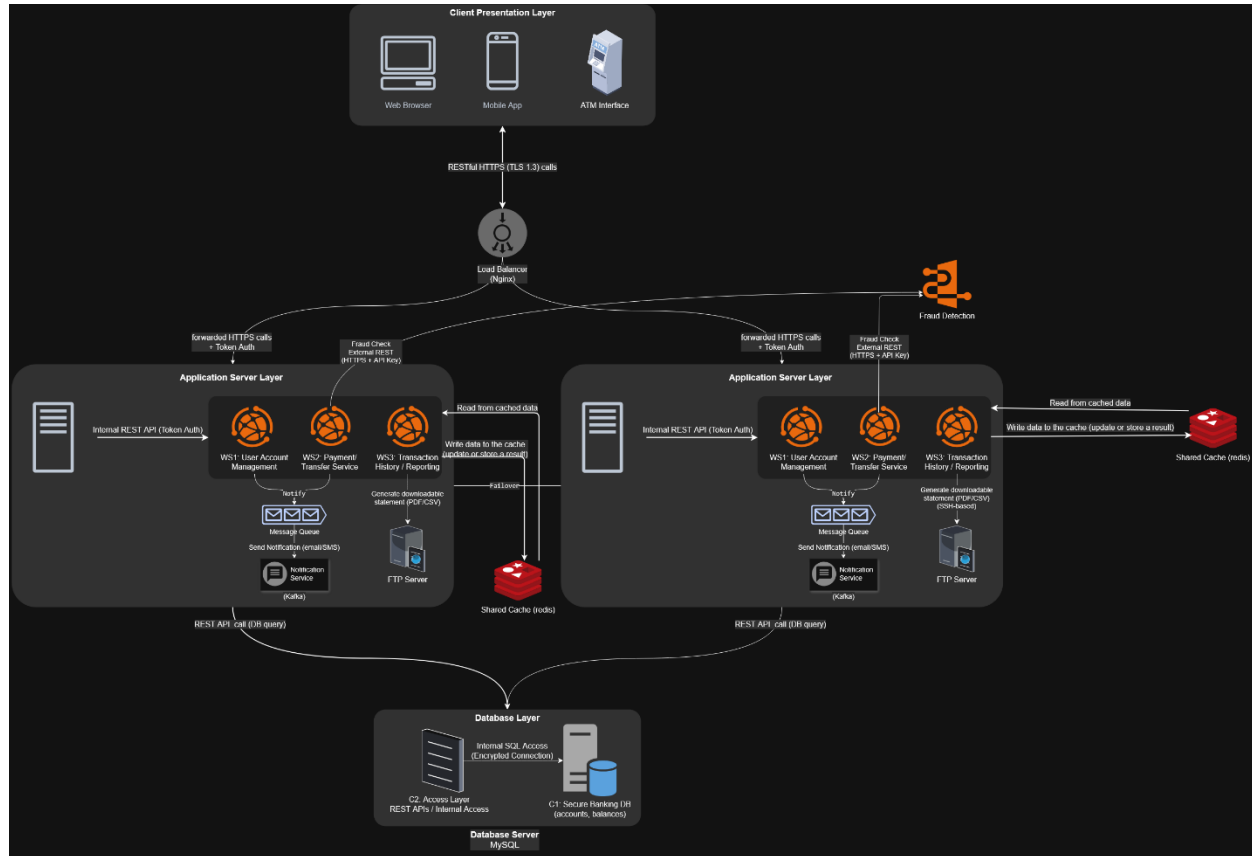 Client Presentation Layer
ATM
Web Browser
Mobile App
ATM Interface
RESTful HTTPS (TLS 1.3) calls
Load Balancer
(Nginx)
Fraud Detection
forwarded HTTPS calls
+ Token Auth
Fraud Check
External REST
(HTTPS + API Key)
forwarded HTTPS calls
+ Token Auth
Fraud Check
External REST
(HTTPS + API Key)
Application Server Layer
Internal REST API (Token Auth)
WS1: User Account
Management
WS2: Payment/
Transfer Service
WS3: Transaction
History / Reporting
Read from cached data
Write data to the cache
(update or store a result)
Notify
Message Queue
Send Notification (email/SMS)
Notification
Service
(Kafka)
Generate downloadable
statement (PDF/CSV)
FTP Server
Shared Cache (redis)
Failover
Application Server Layer
Internal REST API (Token Auth)
WS1: User Account
Management
WS2: Payment/
Transfer Service
WS3: Transaction
History / Reporting
Read from cached data
Write data to the cache (update or store a result)
Shared Cache (redis)
Notify
Message Queue
Send Notification (email/SMS)
Notification
Service
(Kafka)
Generate downloadable
statement (PDF/CSV)
(SSH-based)
FTP Server
REST API call (DB query)
REST API call (DB query)
Database Layer
Internal SQL Access
(Encrypted Connection)
C2: Access Layer
REST APIs / Internal Access
C1: Secure Banking DB
(accounts, balances)
Database Server
MySQL